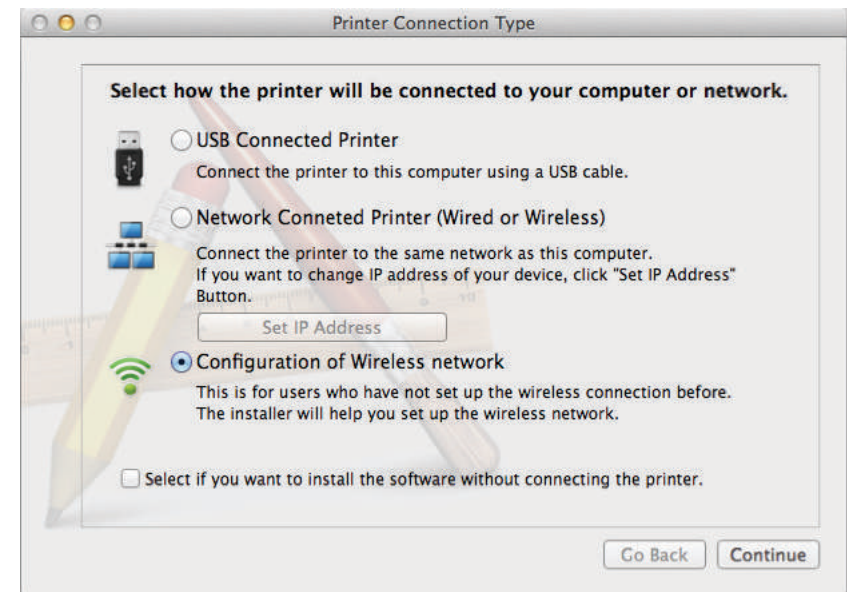 Printer Connection Type
Select how the printer will be connected to your computer or network.
USB Connected Printer
Connect the printer to this computer using a USB cable.
Network Conneted Printer (Wired or Wireless)
Connect the printer to the same network as this computer.
If you want to change IP address of your device, click "Set IP Address"
Button.
Set IP Address
Configuration of Wireless network
This is for users who have not set up the wireless connection before.
The installer will help you set up the wireless network.
Select if you want to install the software without connecting the printer.
Go Back
Continue